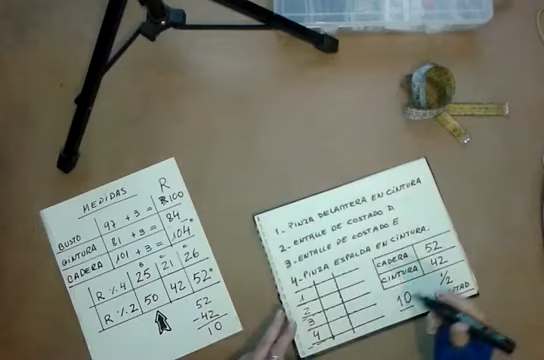 MEDIDAS
R
BUSTO 97 + 3 = 100
CINTURA 81 + 3 = 84
CADERA 101 + 3 = 104
R %4 25 21 26
R %2 50 42 52
52
-42
10
1- PINZA DELANTERA EN CINTURA
2- ENTALLE DE COSTADO D
3- ENTALLE DE COSTADO E
4- PINZA ESPALDA EN CINTURA.
CADERA 52
CINTURA 42
10 1/2
1
2
3
4